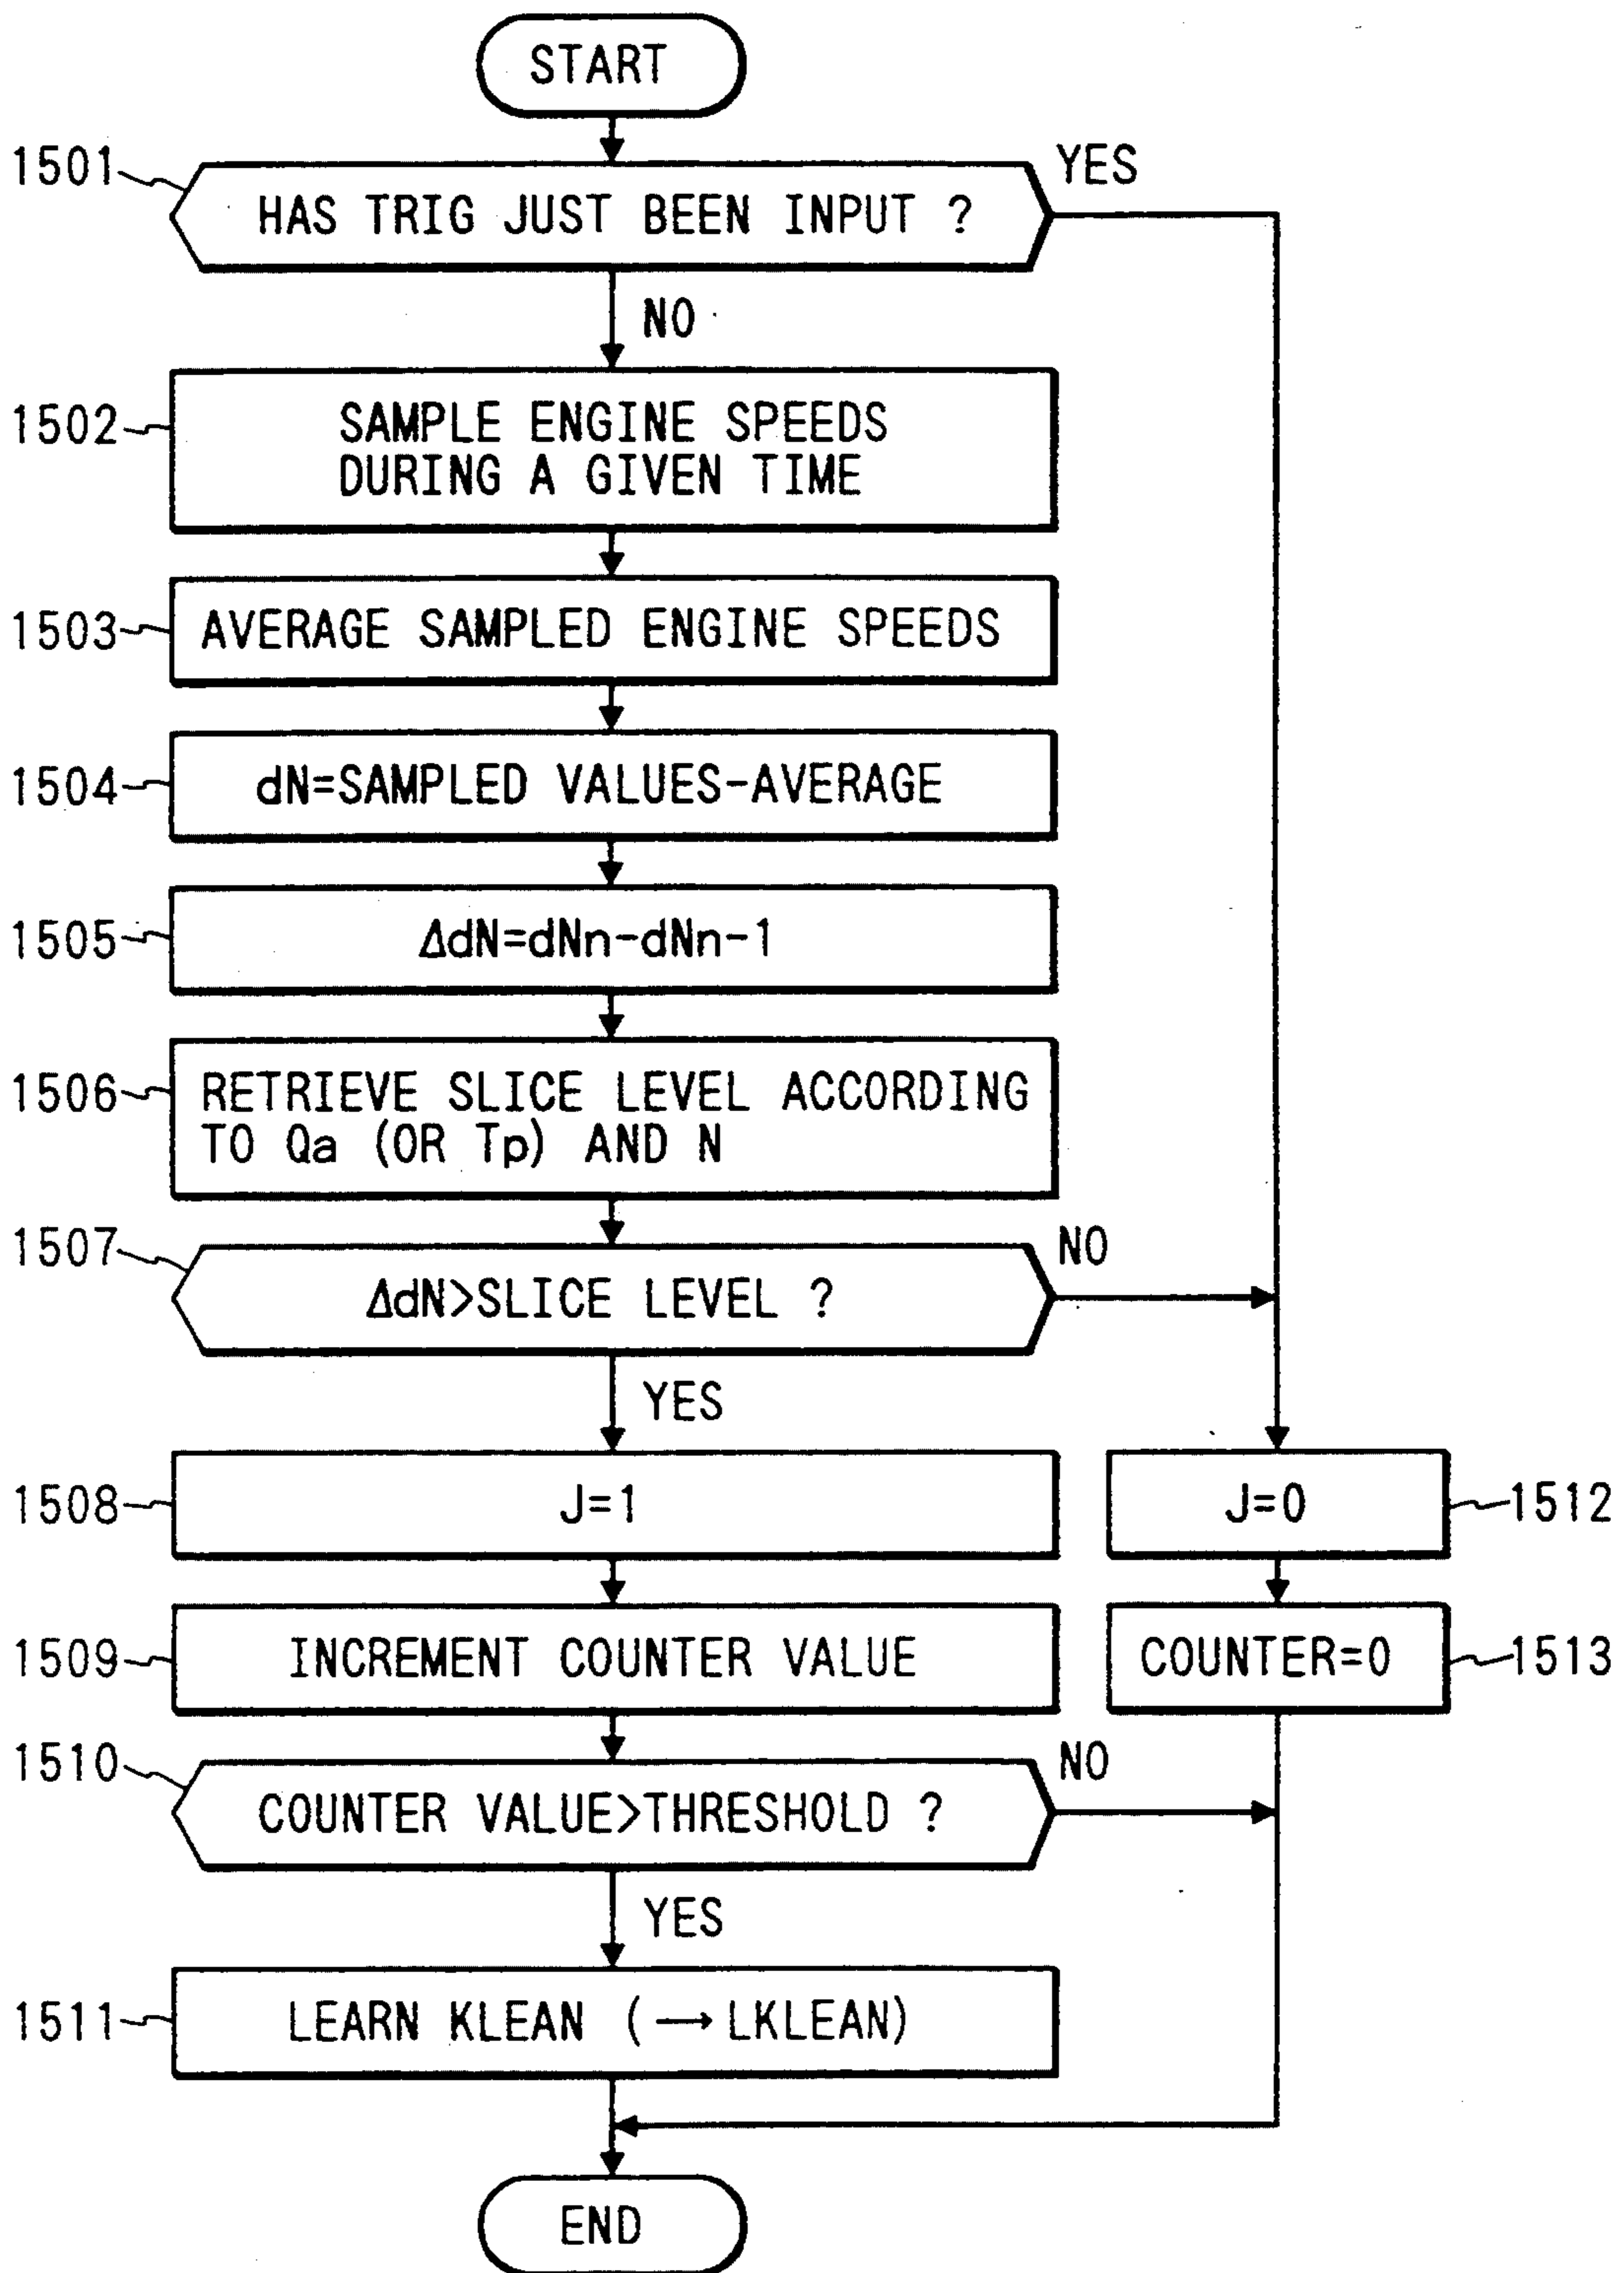 START
1501
HAS TRIG JUST BEEN INPUT ?
YES
NO
1502
SAMPLE ENGINE SPEEDS
DURING A GIVEN TIME
1503
AVERAGE SAMPLED ENGINE SPEEDS
1504
dN=SAMPLED VALUES-AVERAGE
1505
ΔdN=dNn-dNn-1
1506
RETRIEVE SLICE LEVEL ACCORDING
TO Qa (OR Tp) AND N
1507
ΔdN>SLICE LEVEL ?
NO
YES
1508
J=1
J=0
1512
1509
INCREMENT COUNTER VALUE
COUNTER=0
1513
1510
COUNTER VALUE>THRESHOLD ?
NO
YES
1511
LEARN KLEAN (→LKLEAN)
END